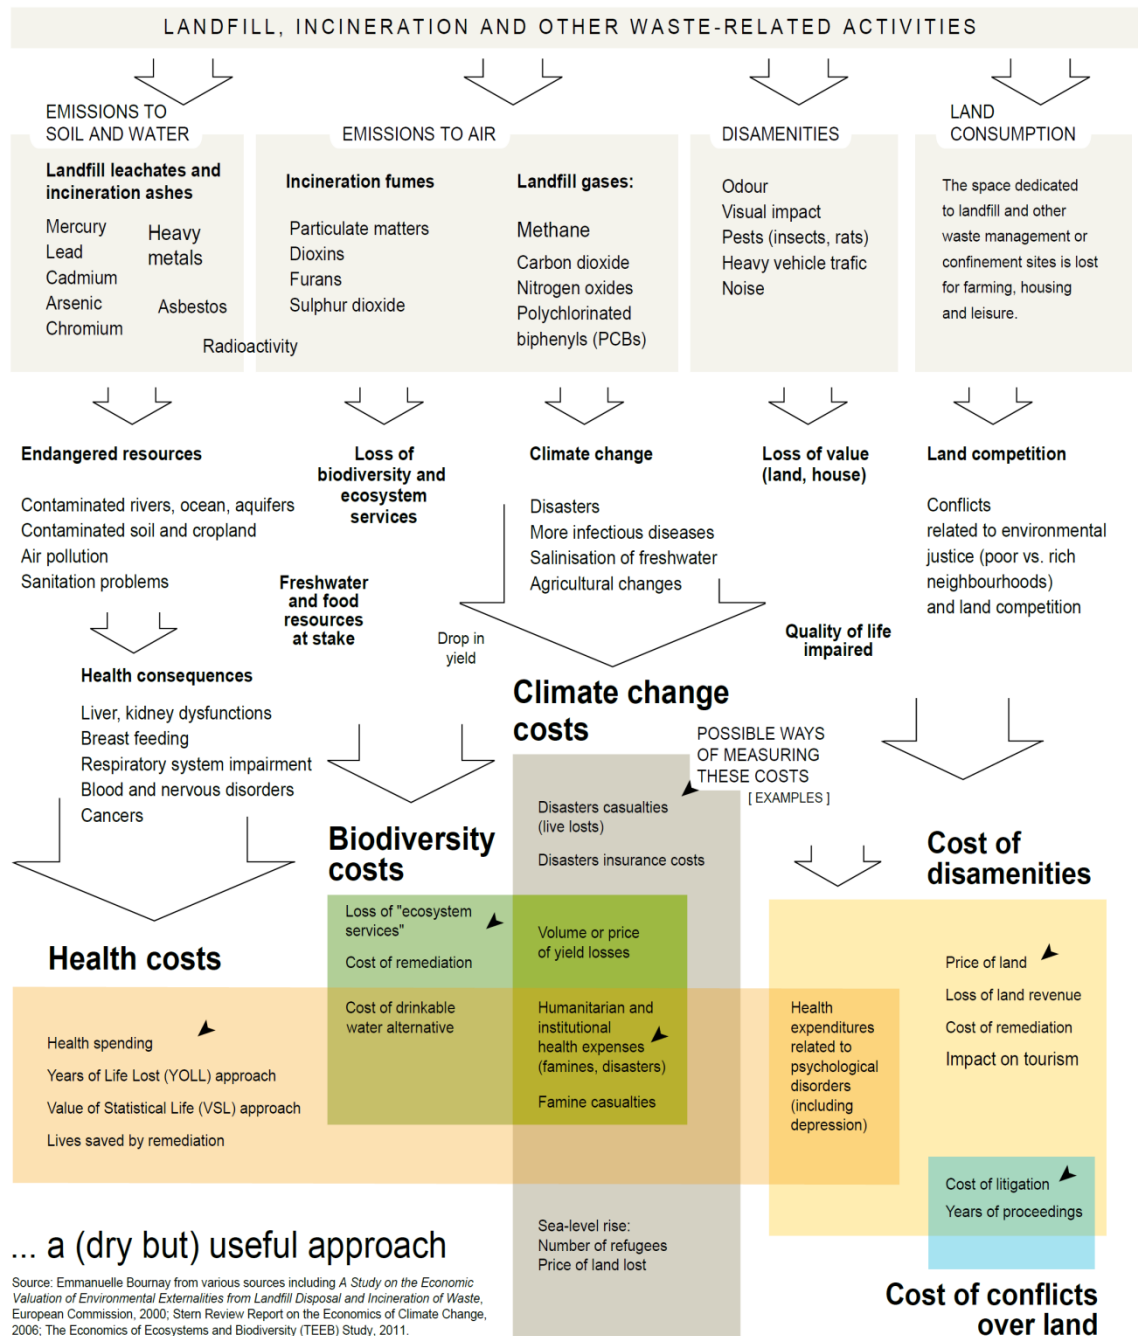 LANDFILL, INCINERATION AND OTHER WASTE-RELATED ACTIVITIES
EMISSIONS TO
SOIL AND WATER
Landfill leachates and
incineration ashes
Mercury
Lead
Cadmium
Arsenic
Chromium
Heavy
metals
Asbestos
Radioactivity
EMISSIONS TO AIR
Incineration fumes
Particulate matters
Dioxins
Furans
Sulphur dioxide
Landfill gases:
Methane
Carbon dioxide
Nitrogen oxides
Polychlorinated
biphenyls (PCBs)
DISAMENITIES
Odour
Visual impact
Pests (insects, rats)
Heavy vehicle trafic
Noise
LAND
CONSUMPTION
The space dedicated
to landfill and other
waste management or
confinement sites is lost
for farming, housing
and leisure.
Endangered resources
Contaminated rivers, ocean, aquifers
Contaminated soil and cropland
Air pollution
Sanitation problems
Loss of
biodiversity and
ecosystem
services
Freshwater
and food
resources
at stake
Climate change
Disasters
More infectious diseases
Salinisation of freshwater
Agricultural changes
Drop in
yield
Loss of value
(land, house)
Quality of life
impaired
Land competition
Conflicts
related to environmental
justice (poor vs. rich
neighbourhoods)
and land competition
Health consequences
Liver, kidney dysfunctions
Breast feeding
Respiratory system impairment
Blood and nervous disorders
Cancers
Climate change
costs
POSSIBLE WAYS
OF MEASURING
THESE COSTS
[ EXAMPLES ]
Disasters casualties
(live losts)
Disasters insurance costs
Biodiversity
costs
Loss of "ecosystem
services"
Cost of remediation
Cost of drinkable
water alternative
Volume or price
of yield losses
Humanitarian and
institutional
health expenses
(famines, disasters)
Famine casualties
Cost of
disamenities
Price of land
Loss of land revenue
Cost of remediation
Impact on tourism
Health
expenditures
related to
psychological
disorders
(including
depression)
Health costs
Health spending
Years of Life Lost (YOLL) approach
Value of Statistical Life (VSL) approach
Lives saved by remediation
Cost of litigation
Years of proceedings
Sea-level rise:
Number of refugees
Price of land lost
Cost of conflicts
over land
... a (dry but) useful approach
Source: Emmanuelle Bournay from various sources including A Study on the Economic
Valuation of Environmental Externalities from Landfill Disposal and Incineration of Waste,
European Commission, 2000; Stern Review Report on the Economics of Climate Change,
2006; The Economics of Ecosystems and Biodiversity (TEEB) Study, 2011.